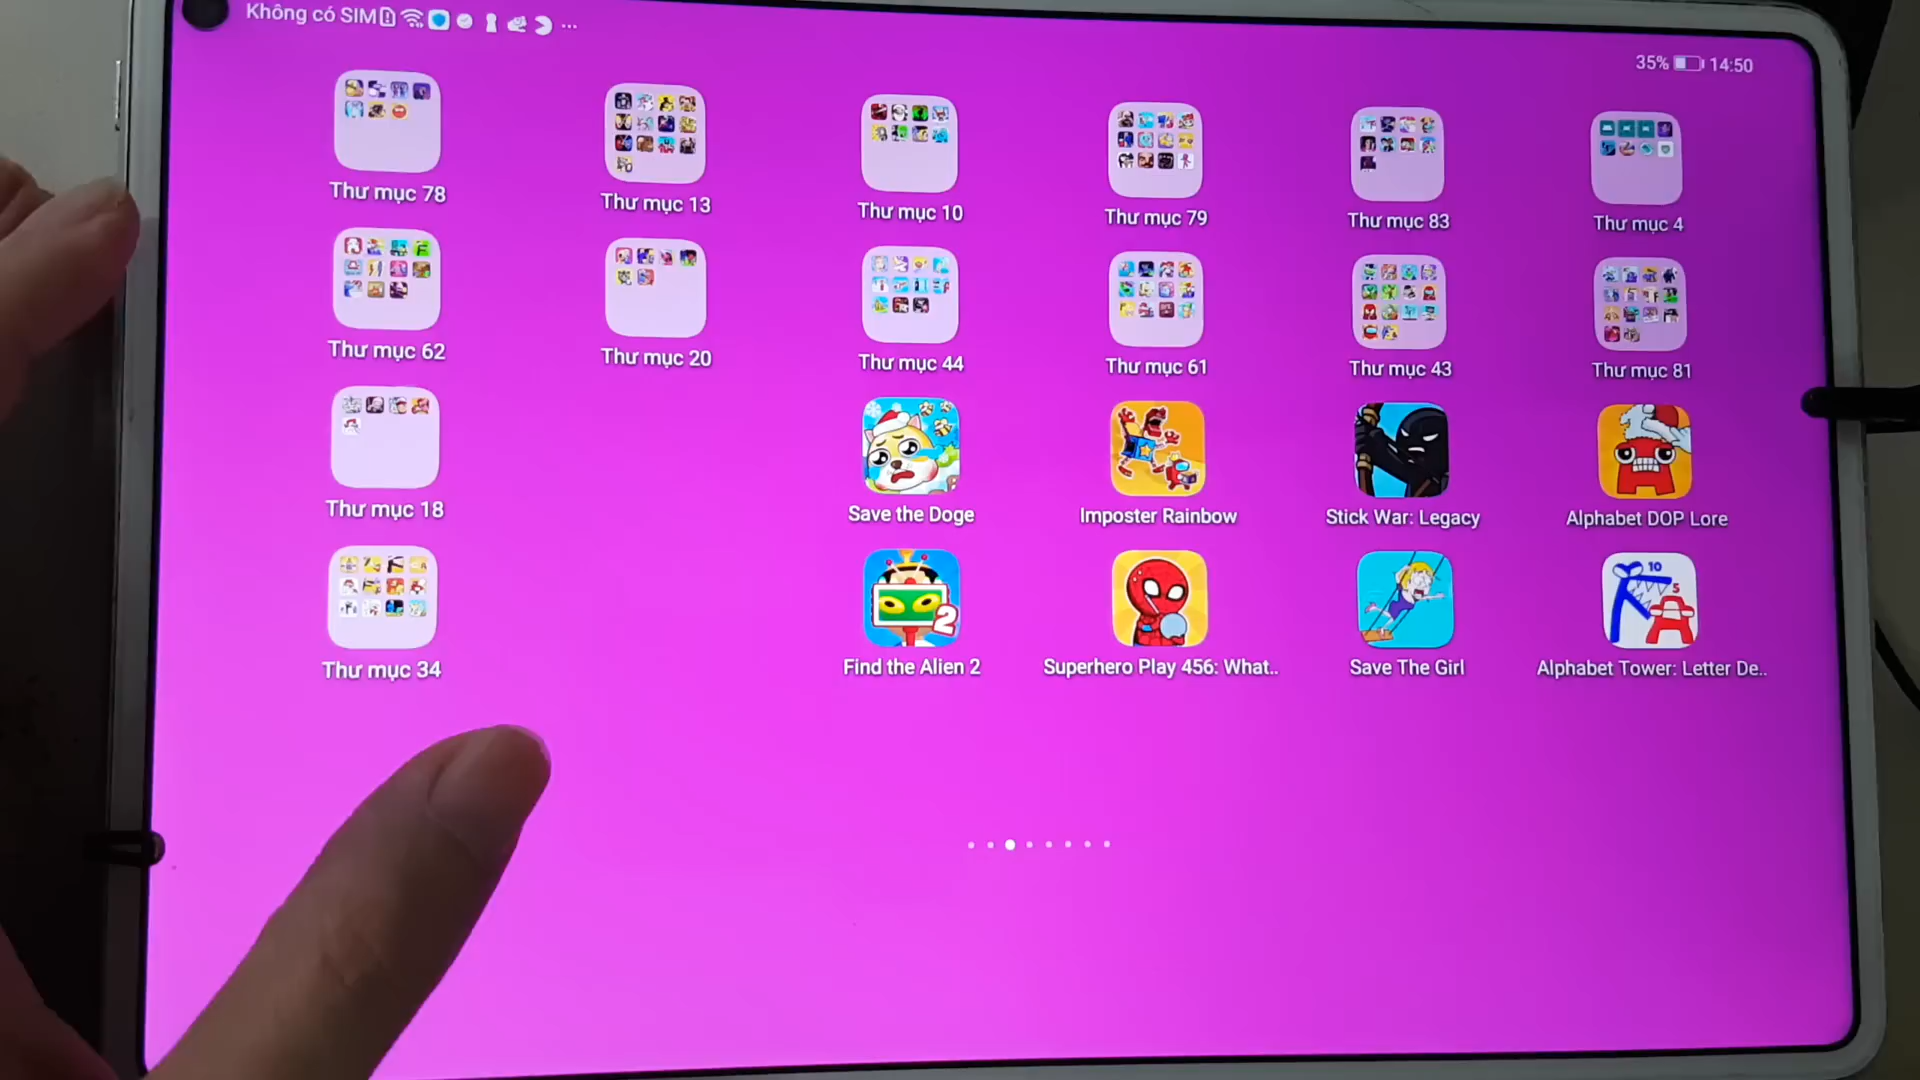 Không có SIM
35% 14:50
Thư mục 78
Thư mục 13
Thư mục 10
Thư mục 79
Thư mục 83
Thư mục 4
Thư mục 62
Thư mục 20
Thư mục 44
Thư mục 61
Thư mục 43
Thư mục 81
Thư mục 18
Save the Doge
Imposter Rainbow
Stick War: Legacy
Alphabet DOP Lore
2
10
5
Thư mục 34
Find the Alien 2
Superhero Play 456: What..
Save The Girl
Alphabet Tower: Letter De..